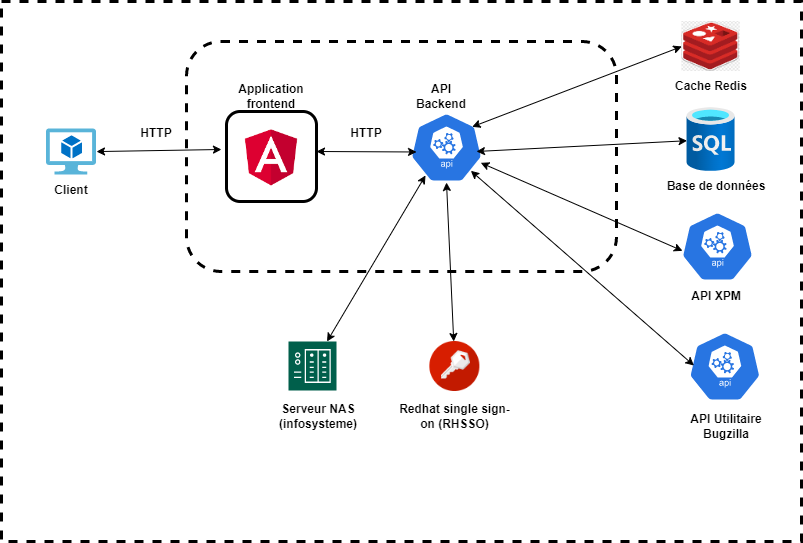 Cache Redis
Application
frontend
API
Backend
HTTP
HTTP
A
api
SQL
Client
Base de données
api
API XPM
api
Serveur NAS
(infosysteme)
Redhat single sign-
on (RHSSO)
API Utilitaire
Bugzilla